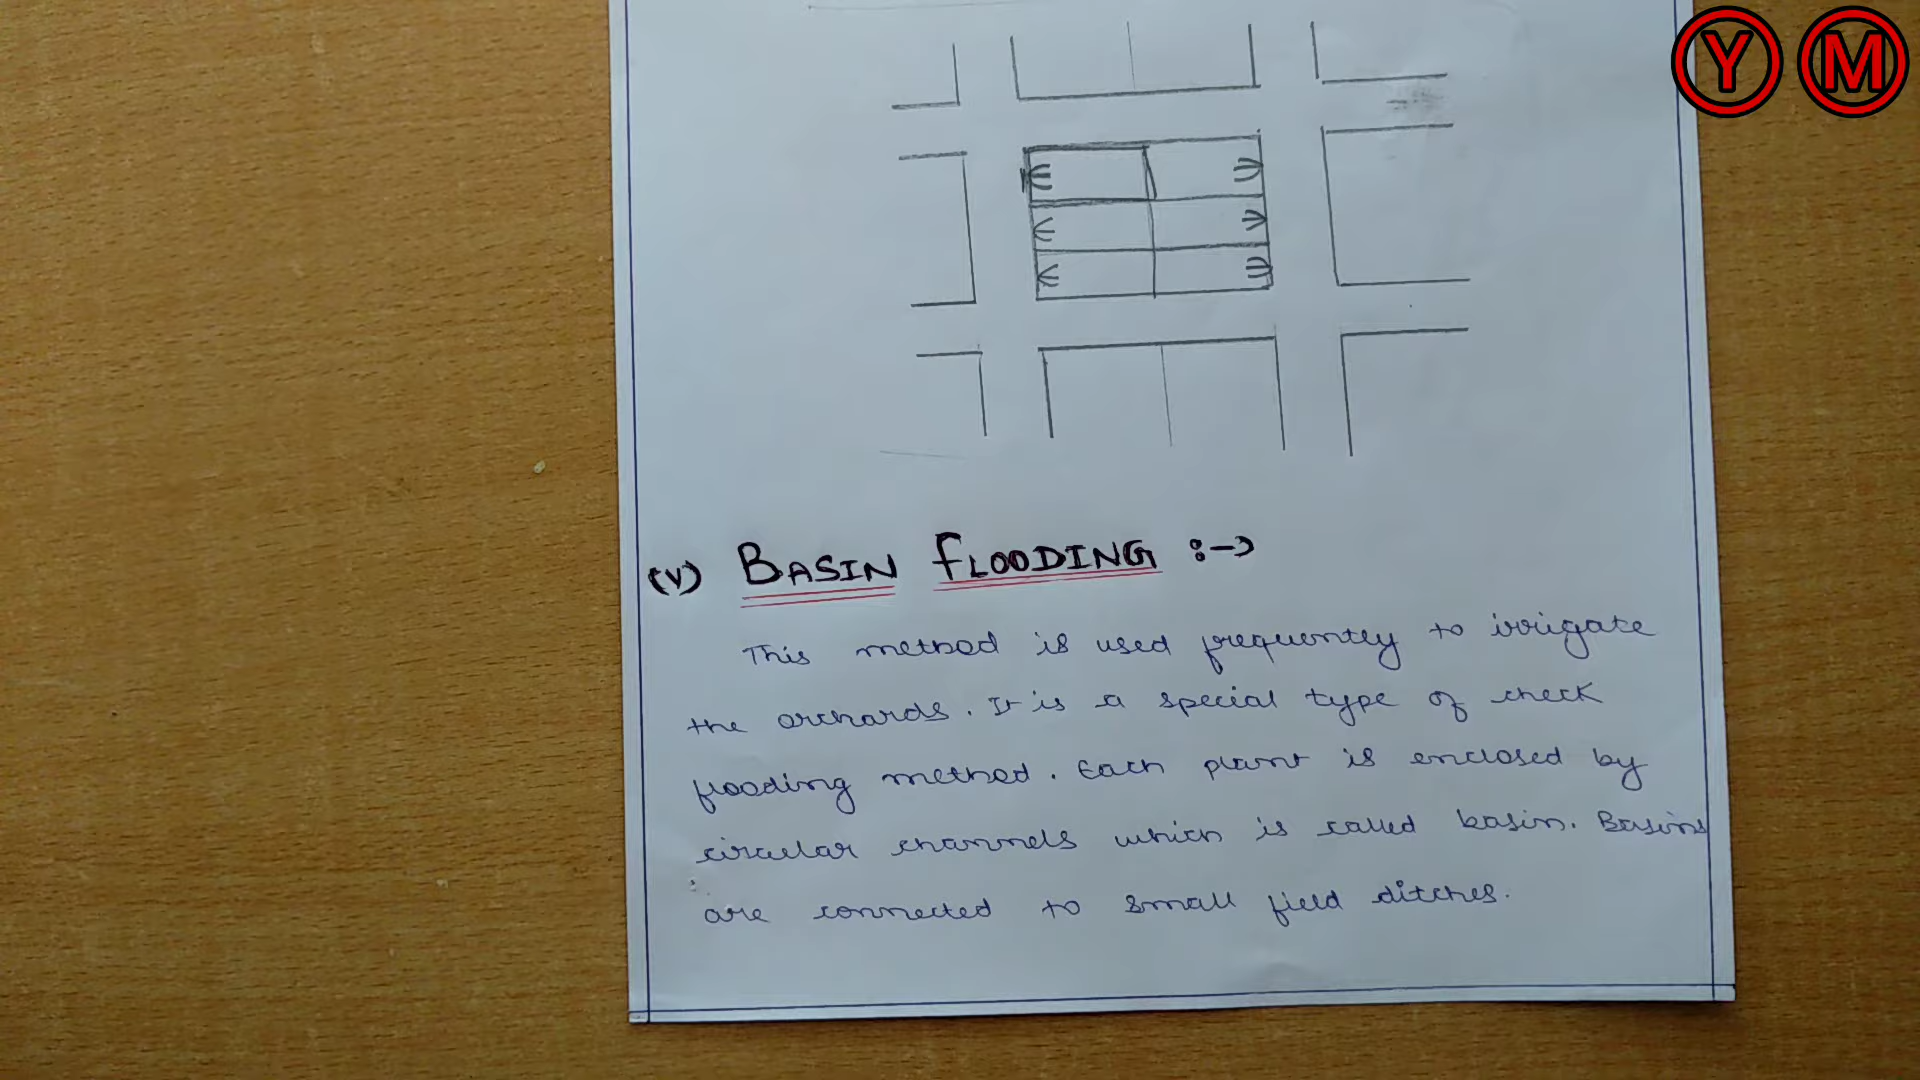 Y M
(V) BASIN FLOODING :->
This method is used frequently to irrigate
the orchards. It is a special type of check
flooding method. Each plant is enclosed by
circular channels which is called basin. Basins
are connected to small field ditches.